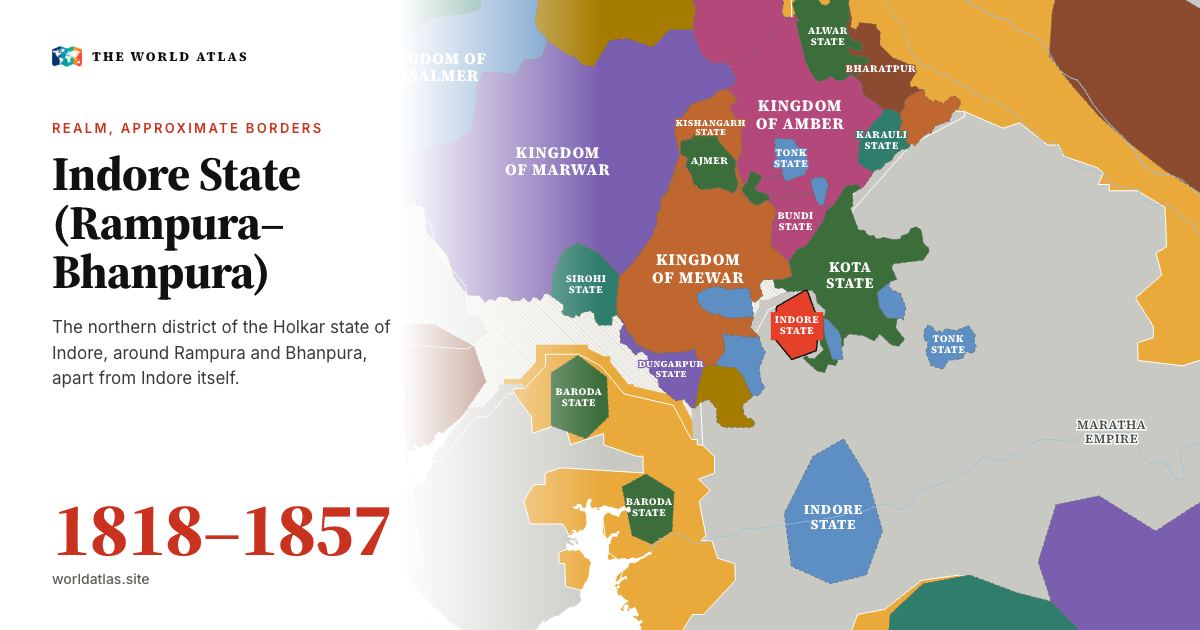 THE WORLD ATLAS
REALM, APPROXIMATE BORDERS
Indore State
(Rampura–
Bhanpura)
The northern district of the Holkar state of
Indore, around Rampura and Bhanpura,
apart from Indore itself.
1818–1857
worldatlas.site
GDOM OF
SALMER
ALWAR
STATE
BHARATPUR
KINGDOM
OF AMBER
KISHANGARH
STATE
KARAULI
STATE
KINGDOM
OF MARWAR
AJMER
TONK
STATE
BUNDI
STATE
KINGDOM
OF MEWAR
KOTA
STATE
SIROHI
STATE
INDORE
STATE
TONK
STATE
DUNGARPUR
STATE
BARODA
STATE
MARATHA
EMPIRE
BARODA
STATE
INDORE
STATE